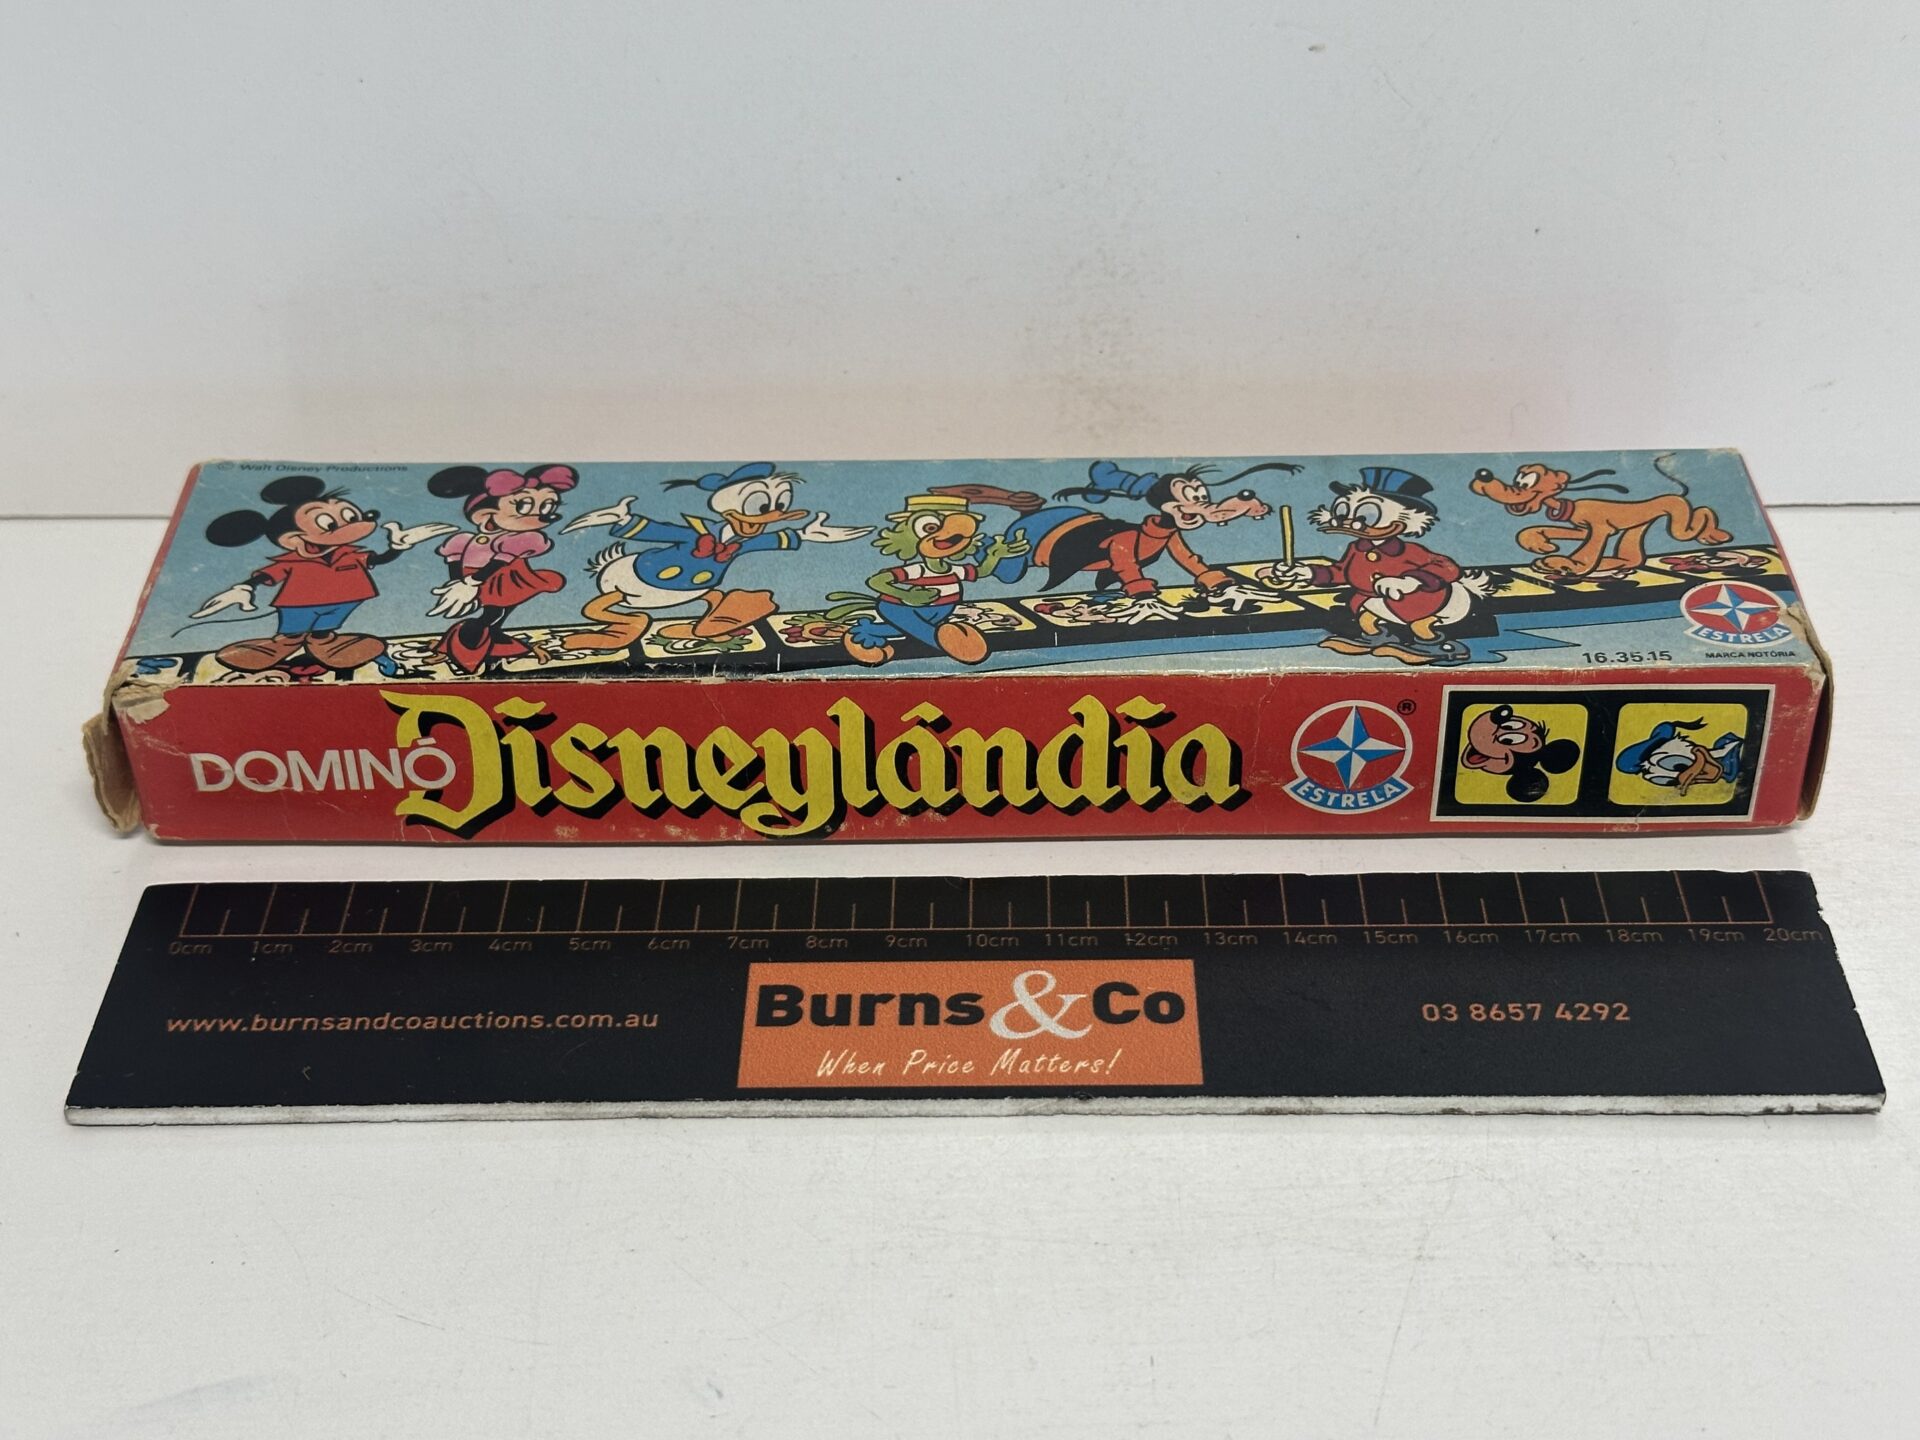 © Walt Disney Productions
ESTRELA
16.35.15
MARCA NOTÓRIA
DOMINÓ Disneylândia
®
ESTRELA
0cm 1cm 2cm 3cm 4cm 5cm 6cm 7cm 8cm 9cm 10cm 11cm 12cm 13cm 14cm 15cm 16cm 17cm 18cm 19cm 20cm
www.burnsandcoauctions.com.au
Burns & Co
When Price Matters!
03 8657 4292